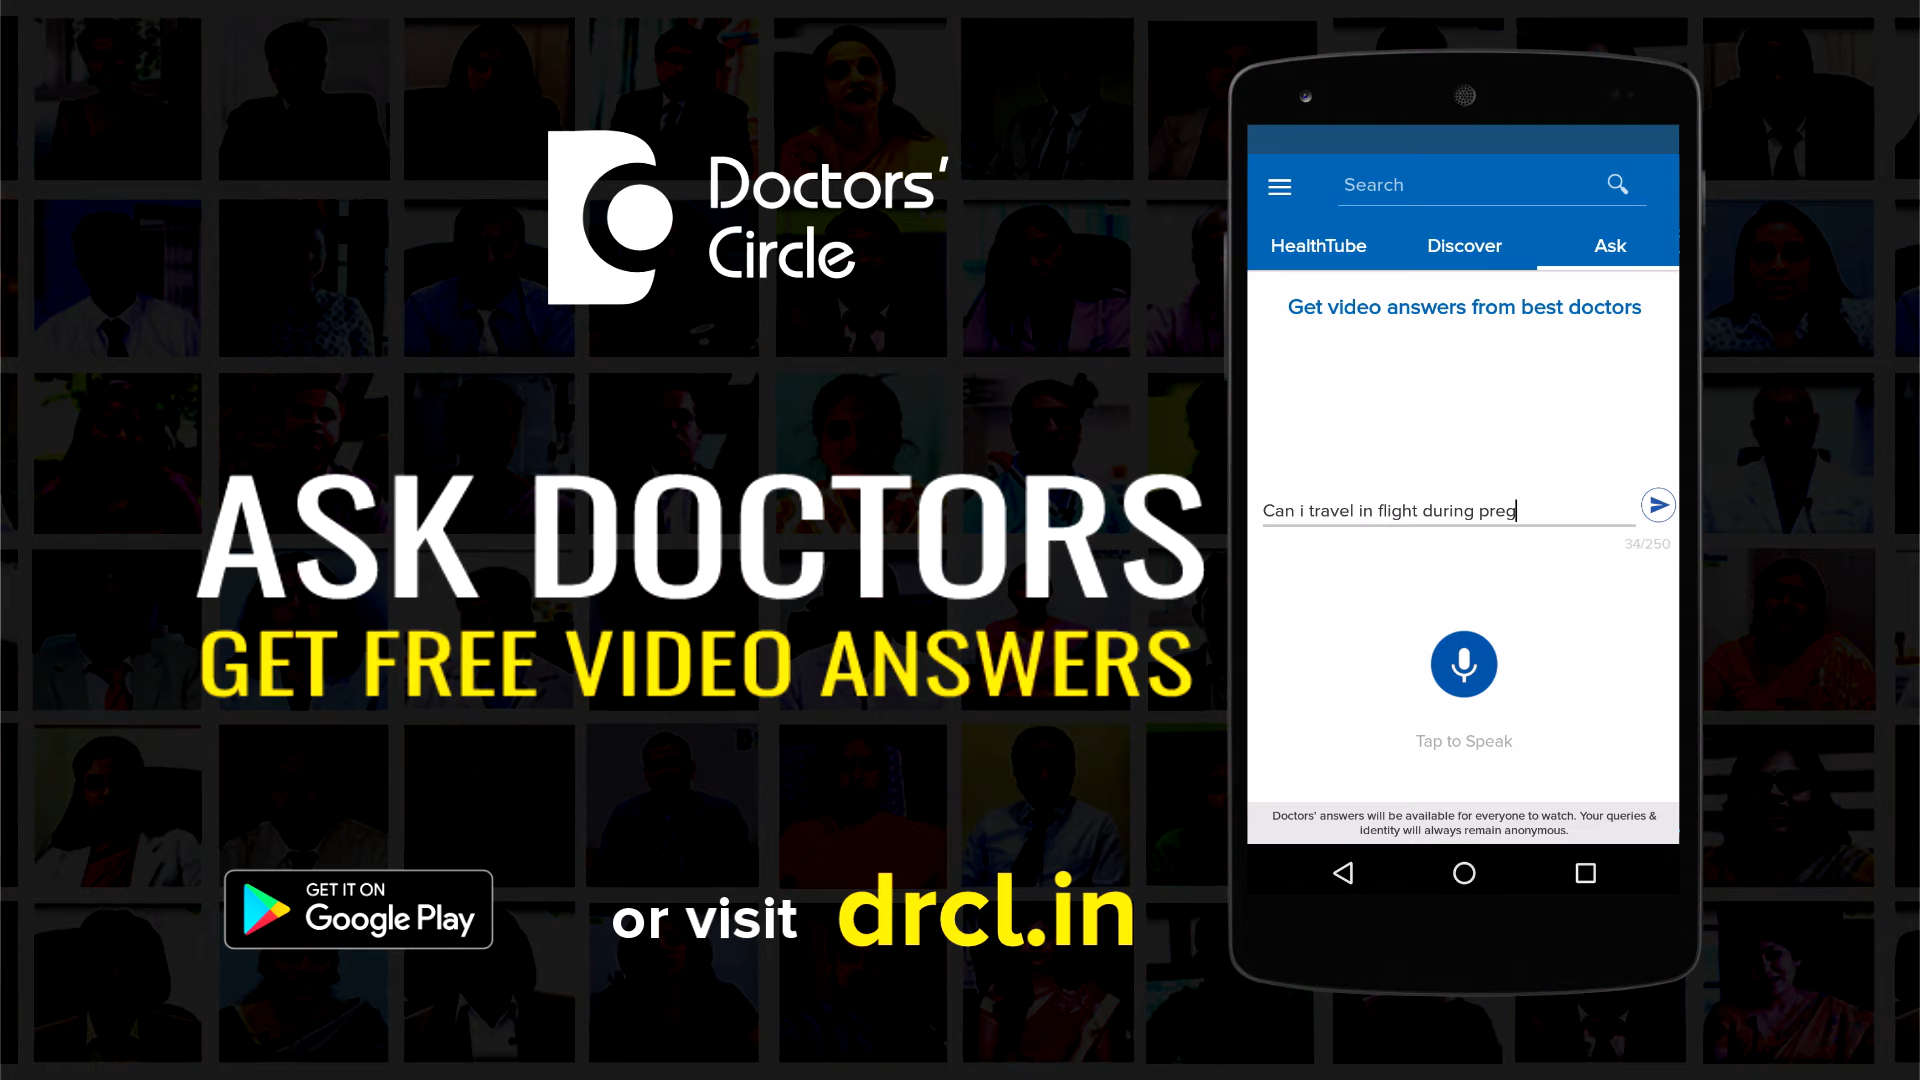 Doctors'
Circle
ASK DOCTORS
GET FREE VIDEO ANSWERS
GET IT ON
Google Play
or visit drcl.in
Search
HealthTube Discover Ask
Get video answers from best doctors
Can i travel in flight during preg
34/250
Tap to Speak
Doctors' answers will be available for everyone to watch. Your queries &
identity will always remain anonymous.